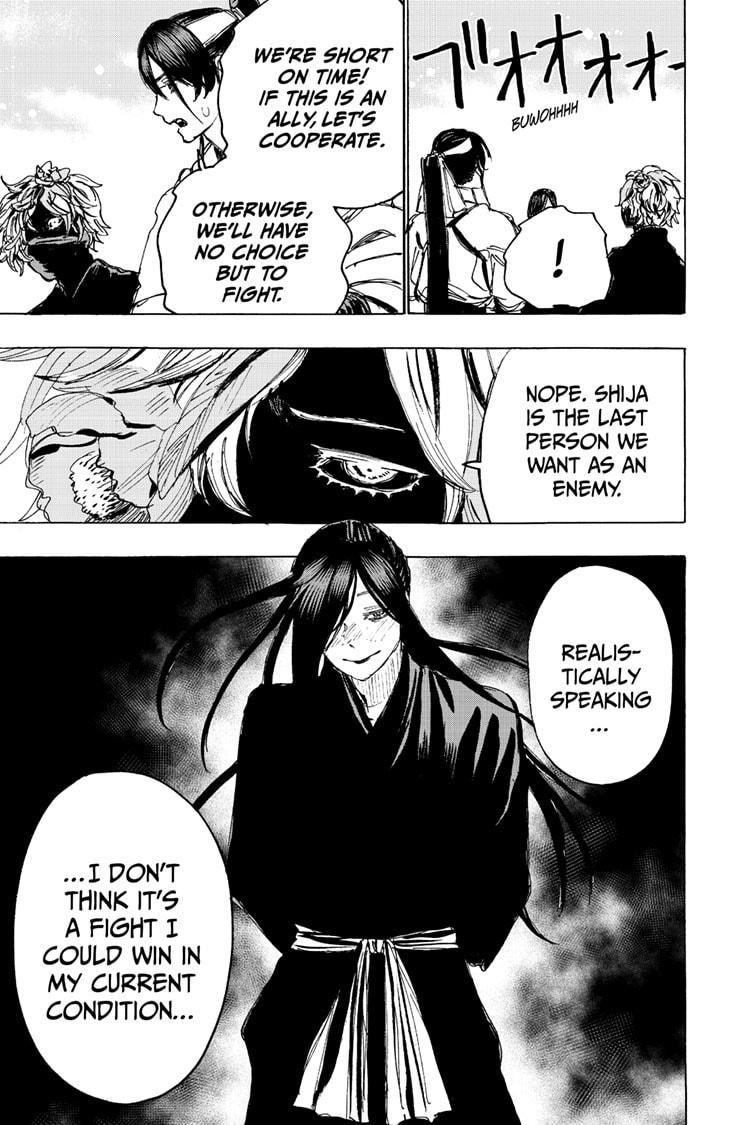 ブオオオオー
BUWOHHHH
!
WE'RE SHORT
ON TIME!
IF THIS IS AN
ALLY, LET'S
COOPERATE.
OTHERWISE,
WE'LL HAVE
NO CHOICE
BUT TO
FIGHT.
NOPE. SHIJA
IS THE LAST
PERSON WE
WANT AS AN
ENEMY.
REALIS-
TICALLY
SPEAKING
...
...I DON'T
THINK IT'S
A FIGHT I
COULD WIN IN
MY CURRENT
CONDITION...